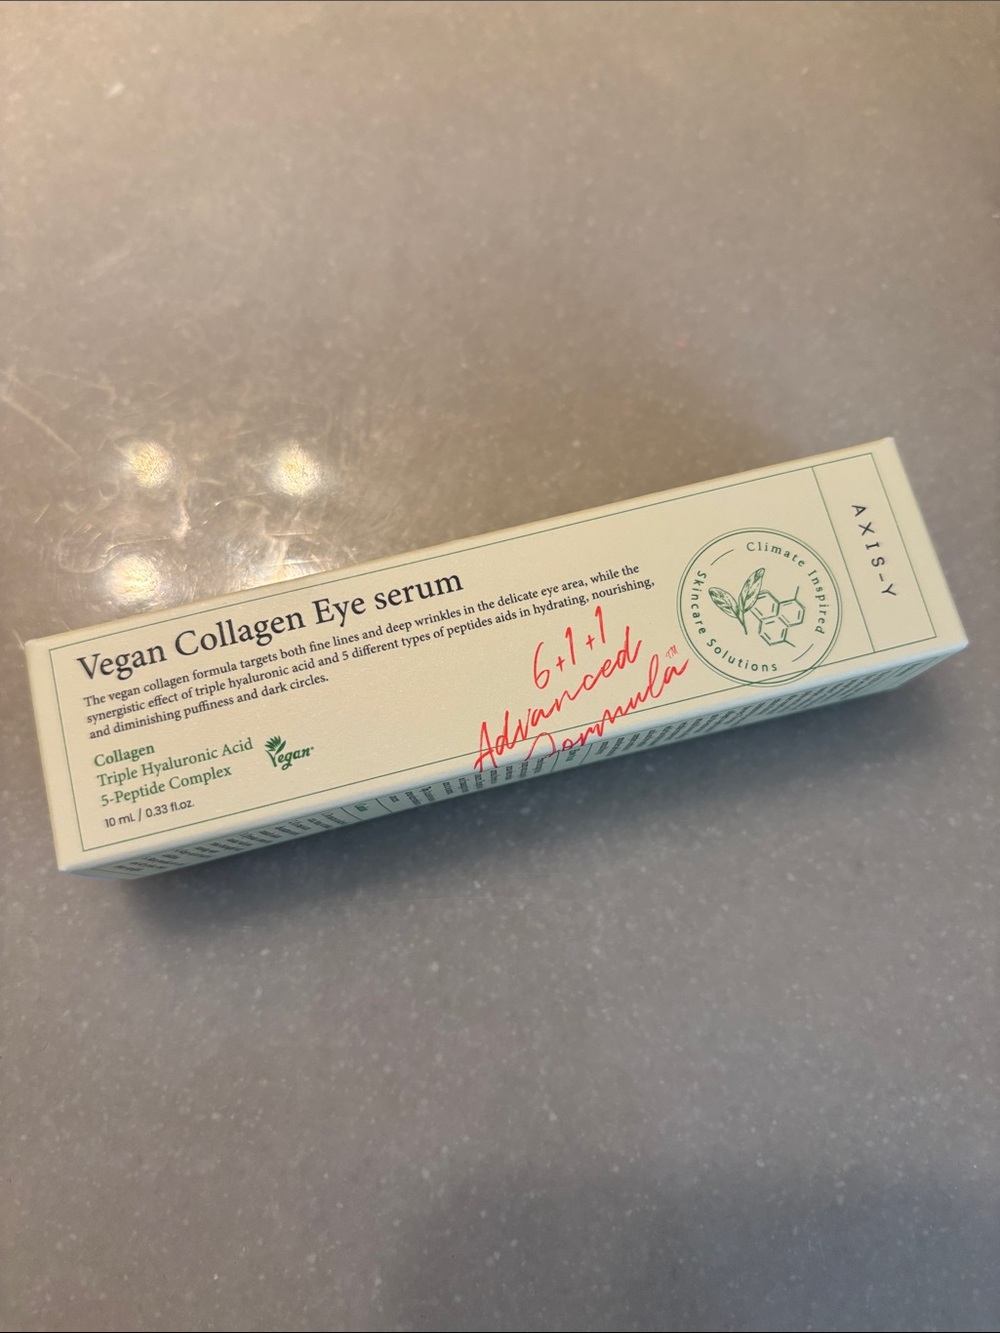 Vegan Collagen Eye serum
The vegan collagen formula targets both fine lines and deep wrinkles in the delicate eye area, while the
synergistic effect of triple hyaluronic acid and 5 different types of peptides aids in hydrating, nourishing,
and diminishing puffiness and dark circles.
Collagen
Triple Hyaluronic Acid
5-Peptide Complex
Vegan
10 mL / 0.33 fl.oz.
6+1+1
Advanced
Formula™
Climate Inspired
Skincare Solutions
AXIS-Y